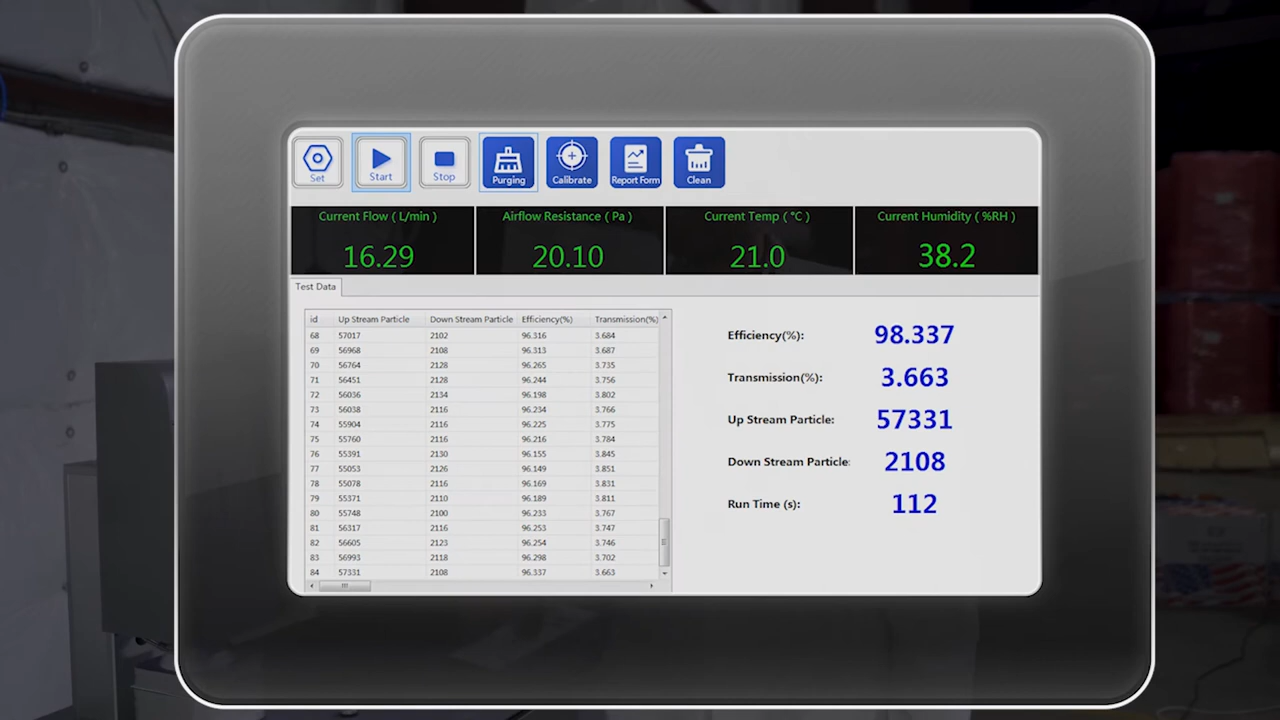 Set Start Stop Purging Calibrate Report Form Clean
Current Flow ( L/min ) Airflow Resistance ( Pa ) Current Temp ( °C ) Current Humidity ( %RH )
16.29 20.10 21.0 38.2
Test Data
id Up Stream Particle Down Stream Particle Efficiency(%) Transmission(%)
68 57017 2102 96.316 3.684
69 56968 2108 96.313 3.687
70 56764 2128 96.265 3.735
71 56451 2128 96.244 3.756
72 56036 2134 96.198 3.802
73 56038 2116 96.234 3.766
74 55904 2116 96.225 3.775
75 55760 2116 96.216 3.784
76 55391 2130 96.155 3.845
77 55053 2126 96.149 3.851
78 55078 2116 96.169 3.831
79 55371 2110 96.189 3.811
80 55748 2100 96.233 3.767
81 56317 2116 96.253 3.747
82 56605 2123 96.254 3.746
83 56993 2118 96.298 3.702
84 57331 2108 96.337 3.663
Efficiency(%): 98.337
Transmission(%): 3.663
Up Stream Particle: 57331
Down Stream Particle: 2108
Run Time (s): 112